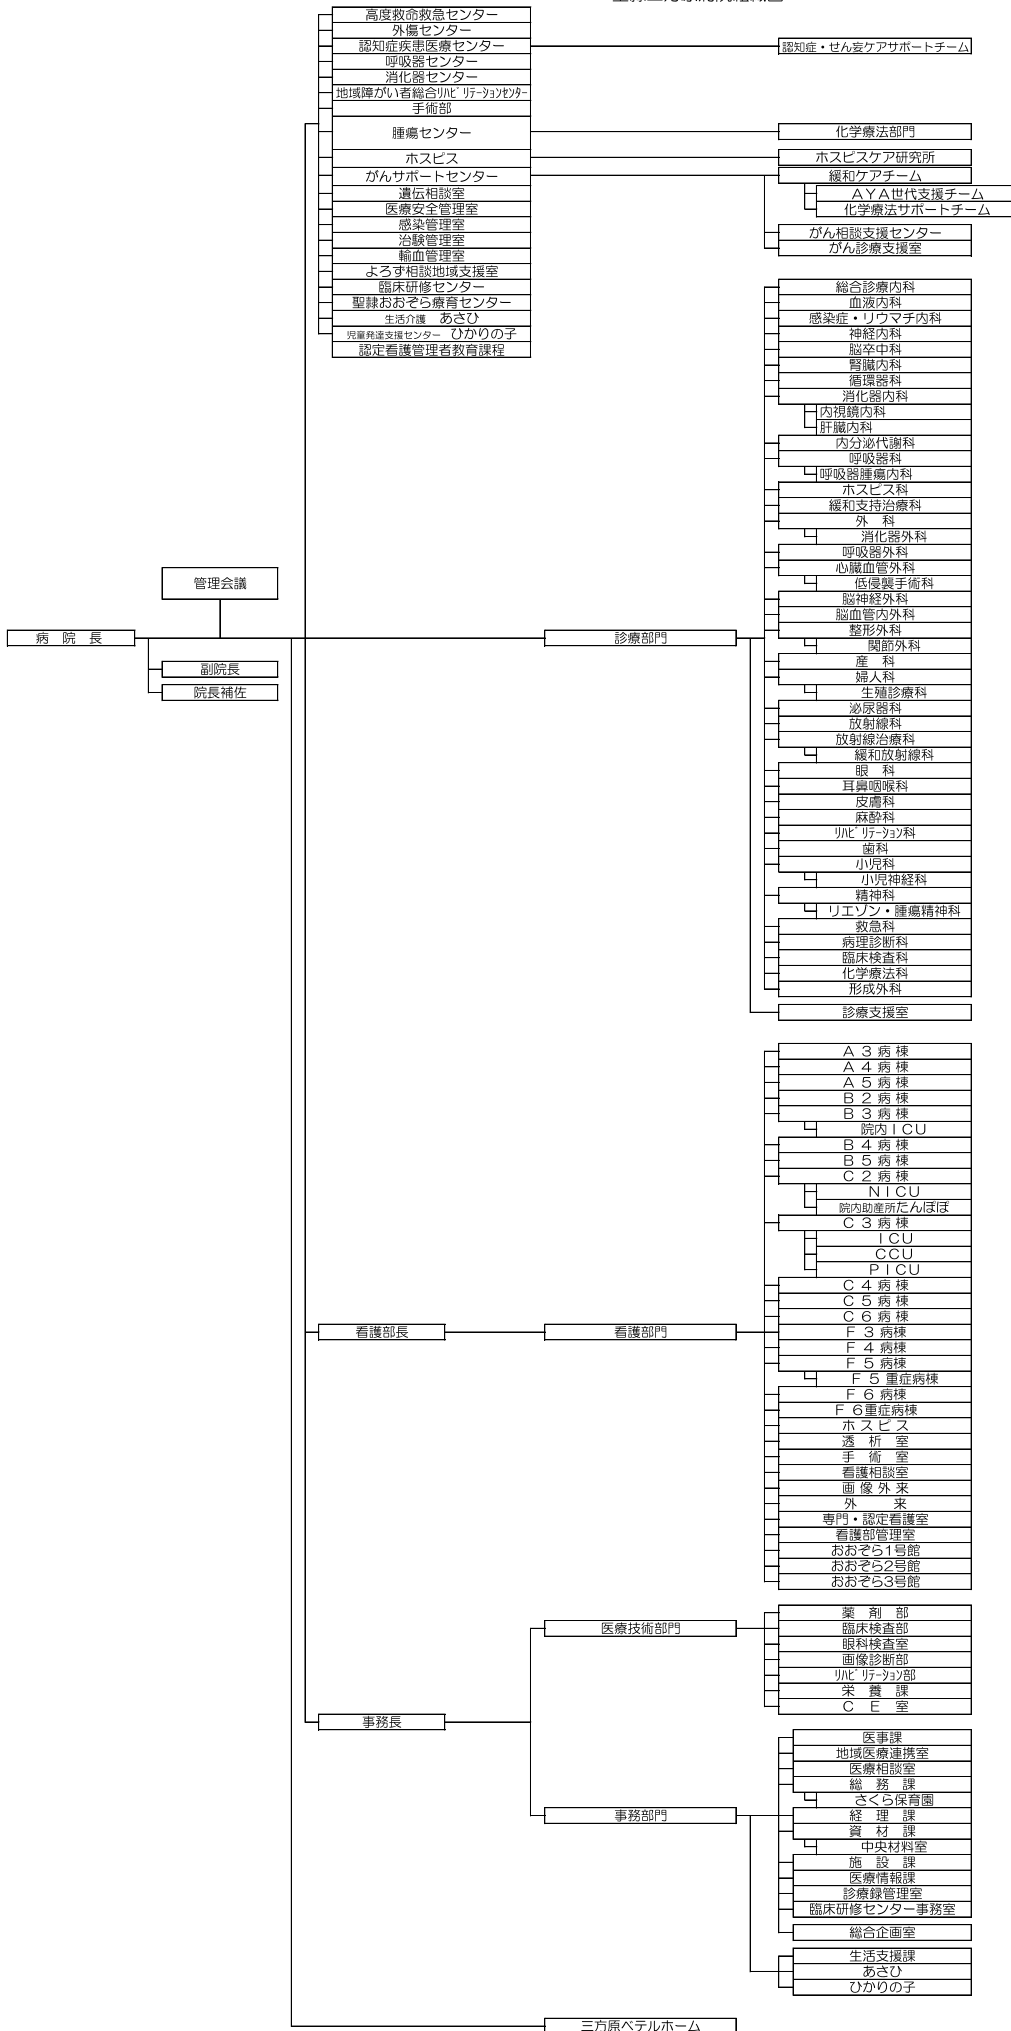 高度救命救急センター
外傷センター
認知症疾患医療センター
認知症・せん妄ケアサポートチーム
呼吸器センター
消化器センター
地域障がい者総合ﾘﾊﾋﾞﾘﾃｰｼｮﾝｾﾝﾀｰ
手術部
腫瘍センター
化学療法部門
ホスピス
ホスピスケア研究所
がんサポートセンター
緩和ケアチーム
ＡＹＡ世代支援チーム
化学療法サポートチーム
がん相談支援センター
がん診療支援室
遺伝相談室
医療安全管理室
感染管理室
治験管理室
輸血管理室
よろず相談地域支援室
臨床研修センター
聖隷おおぞら療育センター
生活介護　あさひ
児童発達支援センター　ひかりの子
認定看護管理者教育課程
管理会議
病　院　長
副院長
院長補佐
診療部門
総合診療内科
血液内科
感染症・リウマチ内科
神経内科
脳卒中科
腎臓内科
循環器科
消化器内科
内視鏡内科
肝臓内科
内分泌代謝科
呼吸器科
呼吸器腫瘍内科
ホスピス科
緩和支持治療科
外　科
消化器外科
呼吸器外科
心臓血管外科
低侵襲手術科
脳神経外科
脳血管内外科
整形外科
関節外科
産　科
婦人科
生殖診療科
泌尿器科
放射線科
放射線治療科
緩和放射線科
眼　科
耳鼻咽喉科
皮膚科
麻酔科
ﾘﾊﾋﾞﾘﾃｰｼｮﾝ科
歯科
小児科
小児神経科
精神科
リエゾン・腫瘍精神科
救急科
病理診断科
臨床検査科
化学療法科
形成外科
診療支援室
看護部長
看護部門
Ａ３病棟
Ａ４病棟
Ａ５病棟
Ｂ２病棟
Ｂ３病棟
院内ＩＣＵ
Ｂ４病棟
Ｂ５病棟
Ｃ２病棟
ＮＩＣＵ
院内助産所たんぽぽ
Ｃ３病棟
ＩＣＵ
ＣＣＵ
ＰＩＣＵ
Ｃ４病棟
Ｃ５病棟
Ｃ６病棟
Ｆ３病棟
Ｆ４病棟
Ｆ５病棟
Ｆ５重症病棟
Ｆ６病棟
Ｆ６重症病棟
ホスピス
透　析　室
手　術　室
看護相談室
画像外来
外　　来
専門・認定看護室
看護部管理室
おおぞら1号館
おおぞら2号館
おおぞら3号館
事務長
医療技術部門
薬　剤　部
臨床検査部
眼科検査室
画像診断部
ﾘﾊﾋﾞﾘﾃｰｼｮﾝ部
栄　養　課
Ｃ　Ｅ　室
事務部門
医事課
地域医療連携室
医療相談室
総　務　課
さくら保育園
経　理　課
資　材　課
中央材料室
施　設　課
医療情報課
診療録管理室
臨床研修センター事務室
総合企画室
生活支援課
あさひ
ひかりの子
三方原ベテルホーム